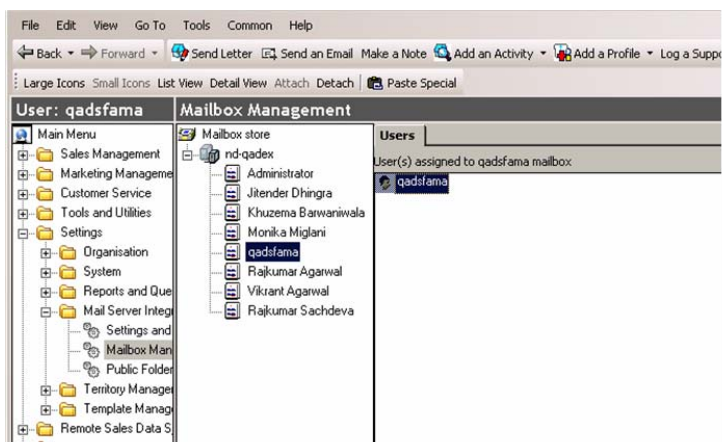 File Edit View Go To Tools Common Help
Back Forward Send Letter Send an Email Make a Note Add an Activity Add a Profile Log a Suppo
Large Icons Small Icons List View Detail View Attach Detach Paste Special
User: qadsfama Mailbox Management
Main Menu
Sales Management
Marketing Manageme
Customer Service
Tools and Utilities
Settings
Organisation
System
Reports and Que
Mail Server Integ
Settings and
Mailbox Man
Public Folder
Territory Manage
Template Manag
Remote Sales Data S
Mailbox store
nd-qadex
Administrator
Jitender Dhingra
Khuzema Barwaniwala
Monika Miglani
qadsfama
Rajkumar Agarwal
Vikrant Agarwal
Rajkumar Sachdeva
Users
User(s) assigned to qadsfama mailbox
qadsfama